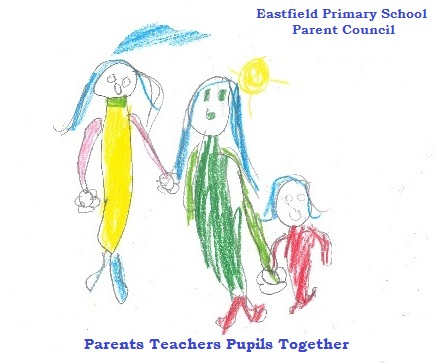 Eastfield Primary School
Parent Council
Parents Teachers Pupils Together